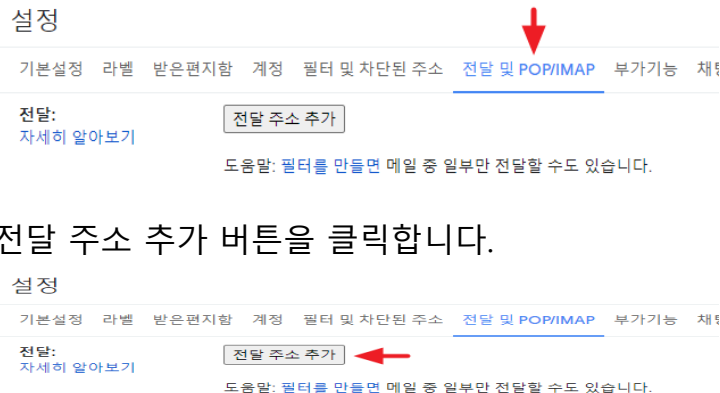 설정
기본설정 라벨 받은편지함 계정 필터 및 차단된 주소 전달 및 POP/IMAP 부가기능
전달: 전달 주소 추가
자세히 알아보기
도움말: 필터를 만들면 메일 중 일부만 전달할 수도 있습니다.
전달 주소 추가 버튼을 클릭합니다.
설정
기본설정 라벨 받은편지함 계정 필터 및 차단된 주소 전달 및 POP/IMAP 부가기능
전달: 전달 주소 추가
자세히 알아보기
도움말: 필터를 만들면 메일 중 일부만 전달할 수도 있습니다.